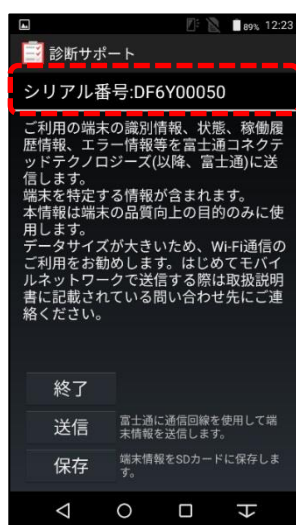 89% 12:23
診断サポート
シリアル番号:DF6Y00050
ご利用の端末の識別情報、状態、稼働履
歴情報、エラー情報等を富士通コネクテ
ッドテクノロジーズ(以降、富士通)に送
信します。
端末を特定する情報が含まれます。
本情報は端末の品質向上の目的のみに使
用します。
データサイズが大きいため、Wi-Fi通信の
ご利用をお勧めします。はじめてモバイ
ルネットワークで送信する際は取扱説明
書に記載されている問い合わせ先にご連
絡ください。
終了
送信
富士通に通信回線を使用して端
末情報を送信します。
保存
端末情報をSDカードに保存しま
す。